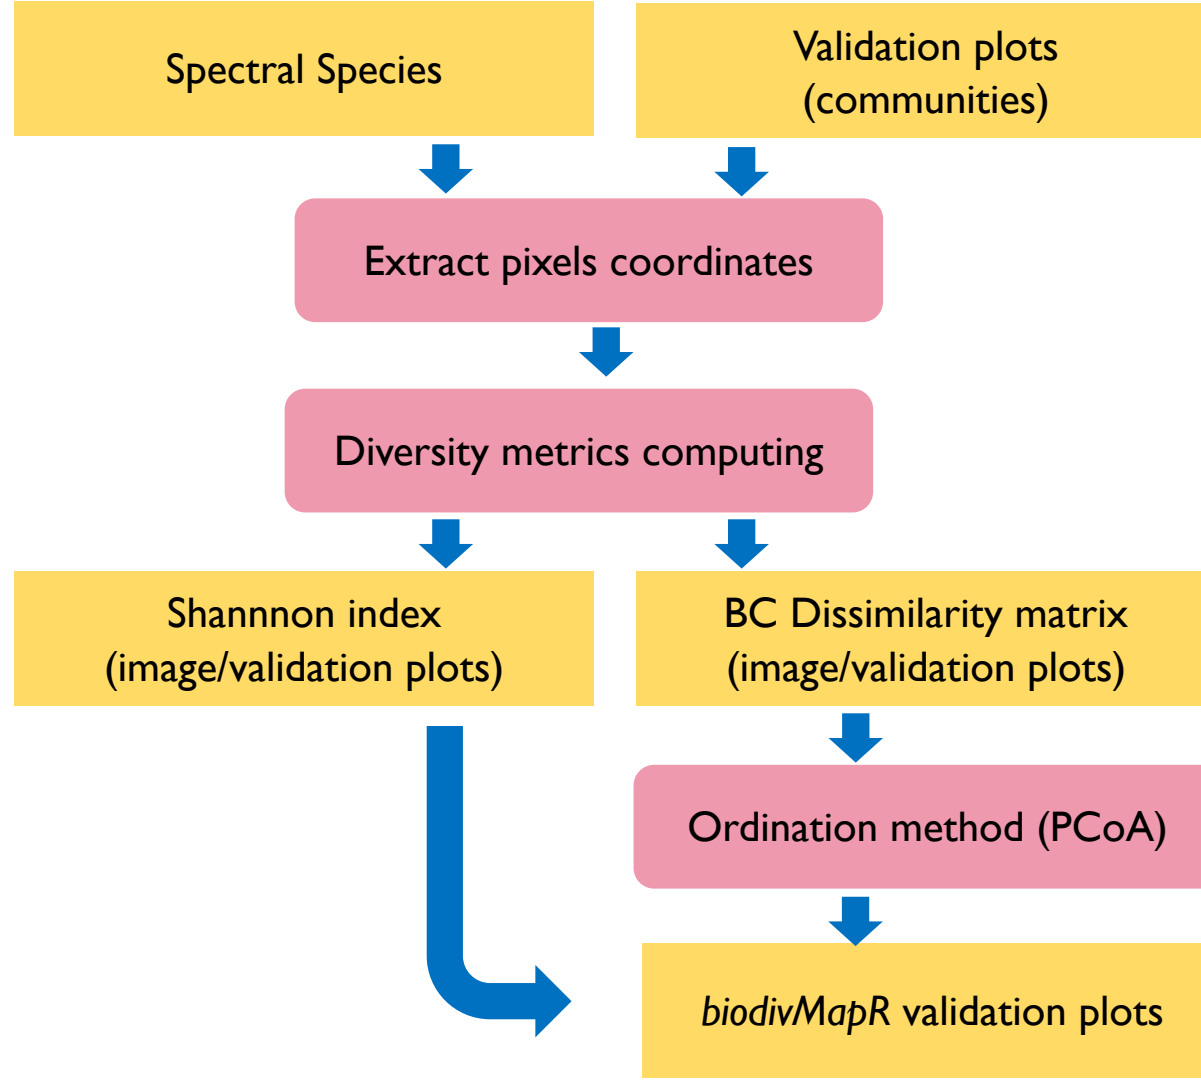 Spectral Species
Validation plots
(communities)
Extract pixels coordinates
Diversity metrics computing
Shannnon index
(image/validation plots)
BC Dissimilarity matrix
(image/validation plots)
Ordination method (PCoA)
biodivMapR validation plots